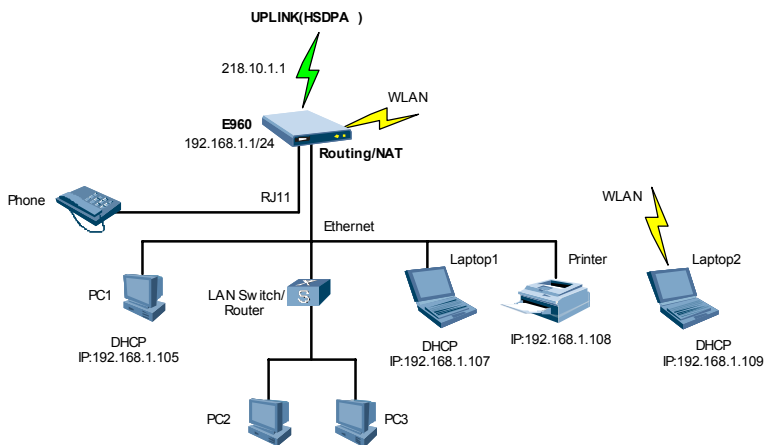 UPLINK(HSDPA )
218.10.1.1
WLAN
E960
192.168.1.1/24
Routing/NAT
Phone
RJ11
WLAN
Ethernet
Laptop1
Printer
Laptop2
PC1
LAN Switch/
Router
X
S
DHCP
IP:192.168.1.105
DHCP
IP:192.168.1.107
IP:192.168.1.108
DHCP
IP:192.168.1.109
PC2
PC3